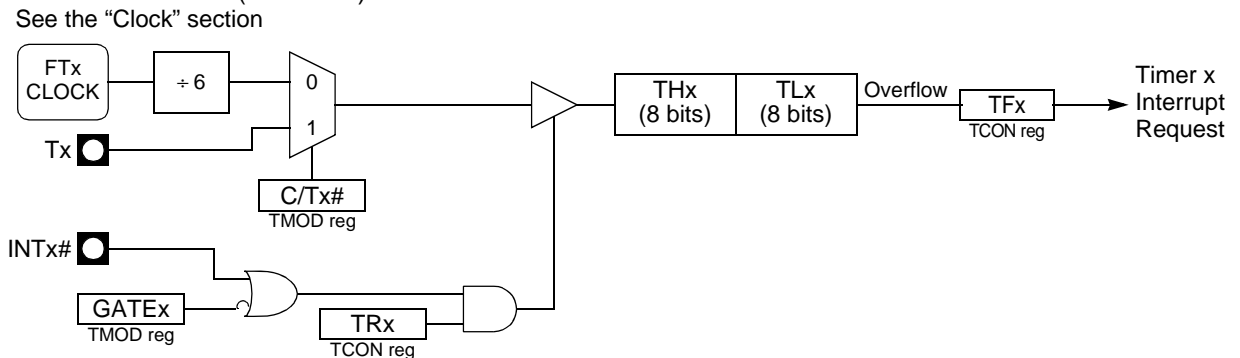 See the “Clock” section
FTx
CLOCK
÷ 6
0
1
Tx
C/Tx#
TMOD reg
THx
(8 bits)
TLx
(8 bits)
Overflow
TFx
TCON reg
Timer x
Interrupt
Request
INTx#
GATEx
TMOD reg
TRx
TCON reg